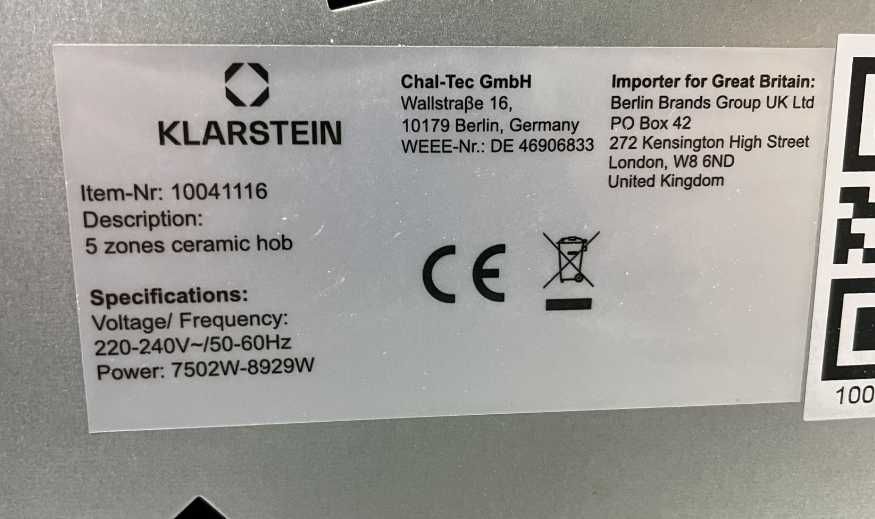 KLARSTEIN
Item-Nr: 10041116
Description:
5 zones ceramic hob
Specifications:
Voltage/ Frequency:
220-240V~/50-60Hz
Power: 7502W-8929W
Chal-Tec GmbH
Wallstraβe 16,
10179 Berlin, Germany
WEEE-Nr.: DE 46906833
CE
Importer for Great Britain:
Berlin Brands Group UK Ltd
PO Box 42
272 Kensington High Street
London, W8 6ND
United Kingdom
100